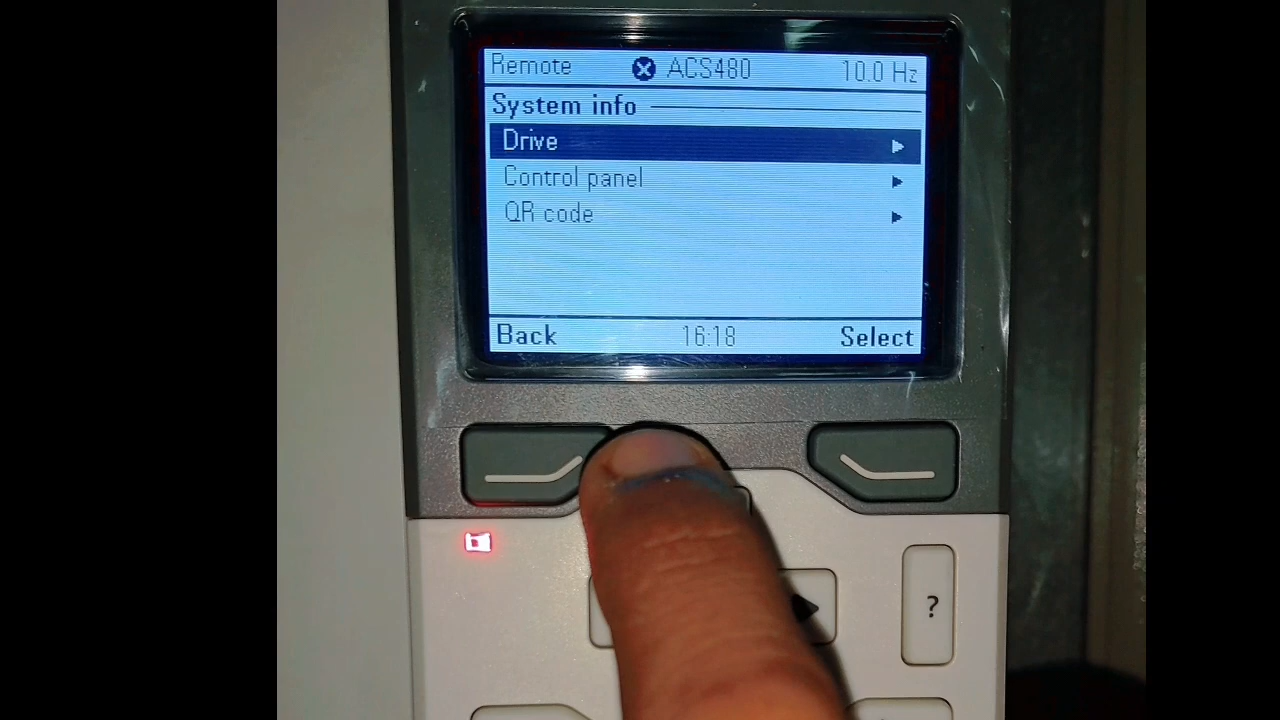 Remote ACS480 10.0 Hz
System info
Drive
Control panel
QR code
Back 16:18 Select
?